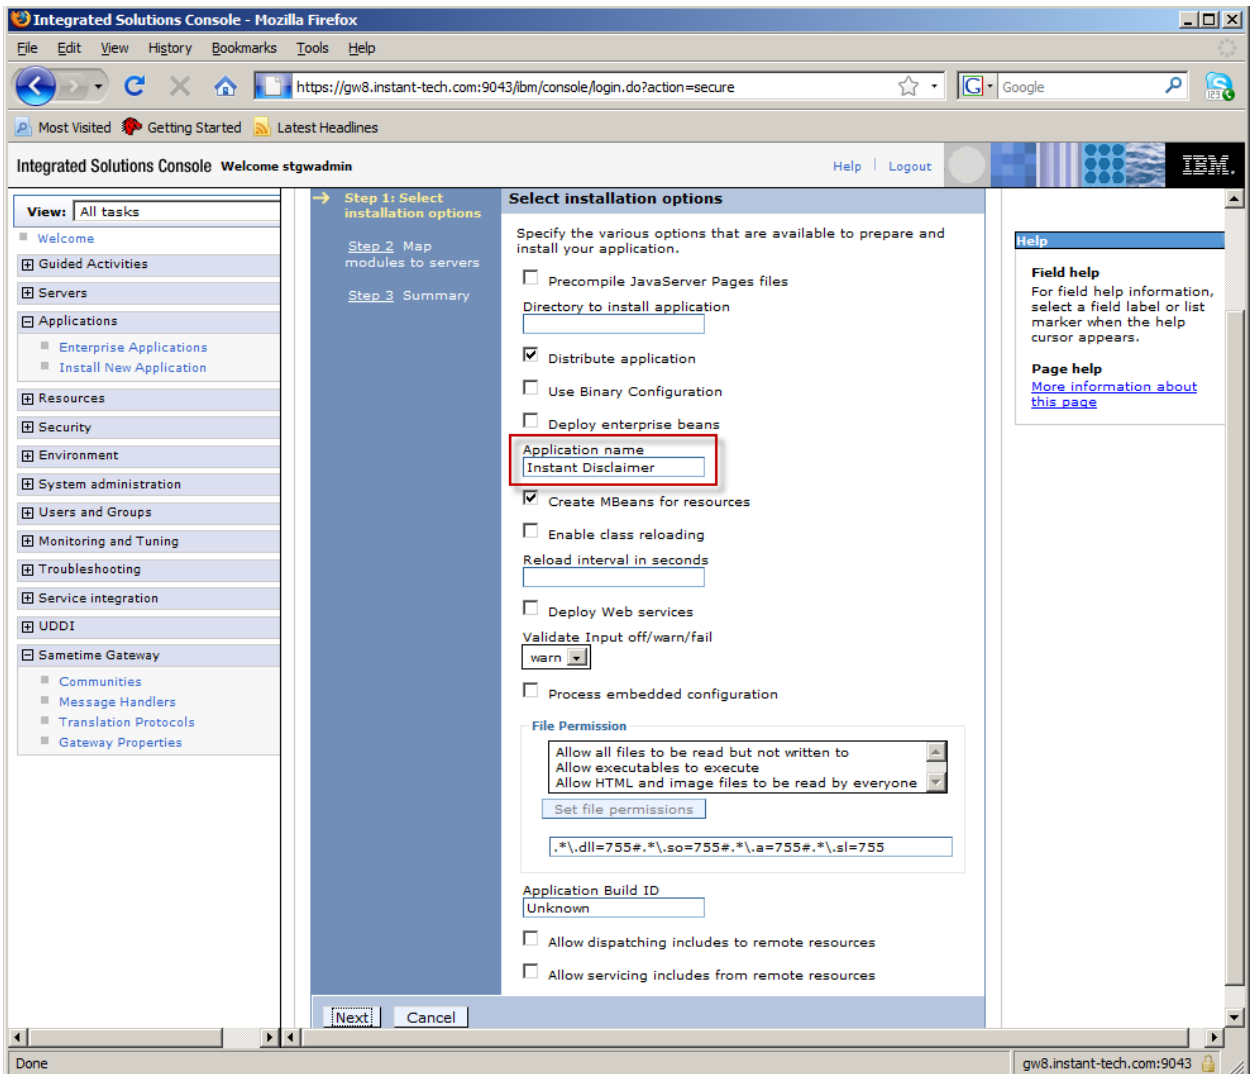 Integrated Solutions Console - Mozilla Firefox
File Edit View History Bookmarks Tools Help
https://gw8.instant-tech.com:9043/ibm/console/login.do?action=secure
G Google
123
Most Visited Getting Started Latest Headlines
Integrated Solutions Console Welcome stgwadmin
Help | Logout
IBM.
View: All tasks
Welcome
Guided Activities
Servers
Applications
Enterprise Applications
Install New Application
Resources
Security
Environment
System administration
Users and Groups
Monitoring and Tuning
Troubleshooting
Service integration
UDDI
Sametime Gateway
Communities
Message Handlers
Translation Protocols
Gateway Properties
Step 1: Select
installation options
Step 2 Map
modules to servers
Step 3 Summary
Select installation options
Specify the various options that are available to prepare and
install your application.
Precompile JavaServer Pages files
Directory to install application
Distribute application
Use Binary Configuration
Deploy enterprise beans
Application name
Instant Disclaimer
Create MBeans for resources
Enable class reloading
Reload interval in seconds
Deploy Web services
Validate Input off/warn/fail
warn
Process embedded configuration
File Permission
Allow all files to be read but not written to
Allow executables to execute
Allow HTML and image files to be read by everyone
Set file permissions
.*\.dll=755#.*\.so=755#.*\.a=755#.*\.sl=755
Application Build ID
Unknown
Allow dispatching includes to remote resources
Allow servicing includes from remote resources
Next Cancel
Help
Field help
For field help information,
select a field label or list
marker when the help
cursor appears.
Page help
More information about
this page
Done
gw8.instant-tech.com:9043